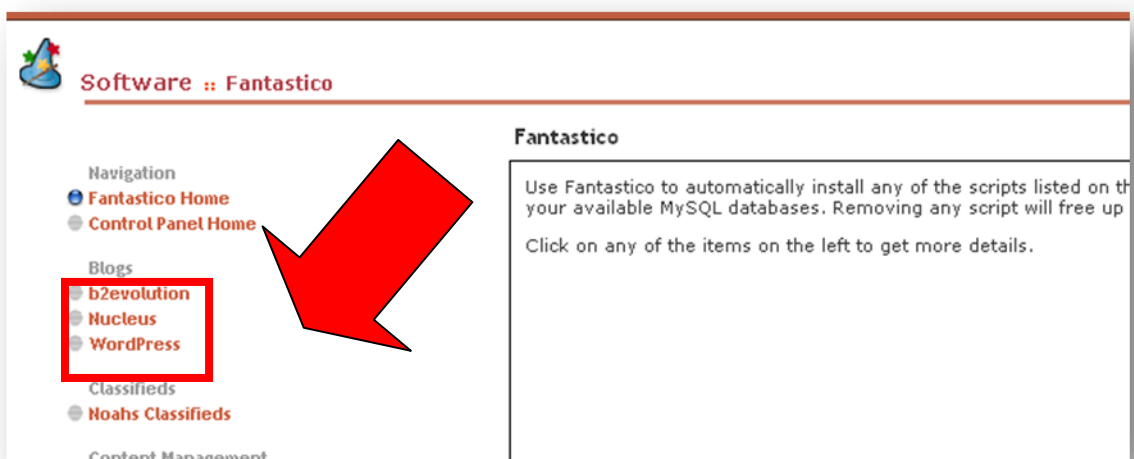 Software :: Fantastico
Fantastico
Navigation
Fantastico Home
Control Panel Home
Blogs
b2evolution
Nucleus
WordPress
Classifieds
Noahs Classifieds
Content Management
Use Fantastico to automatically install any of the scripts listed on
your available MySQL databases. Removing any script will free up
Click on any of the items on the left to get more details.